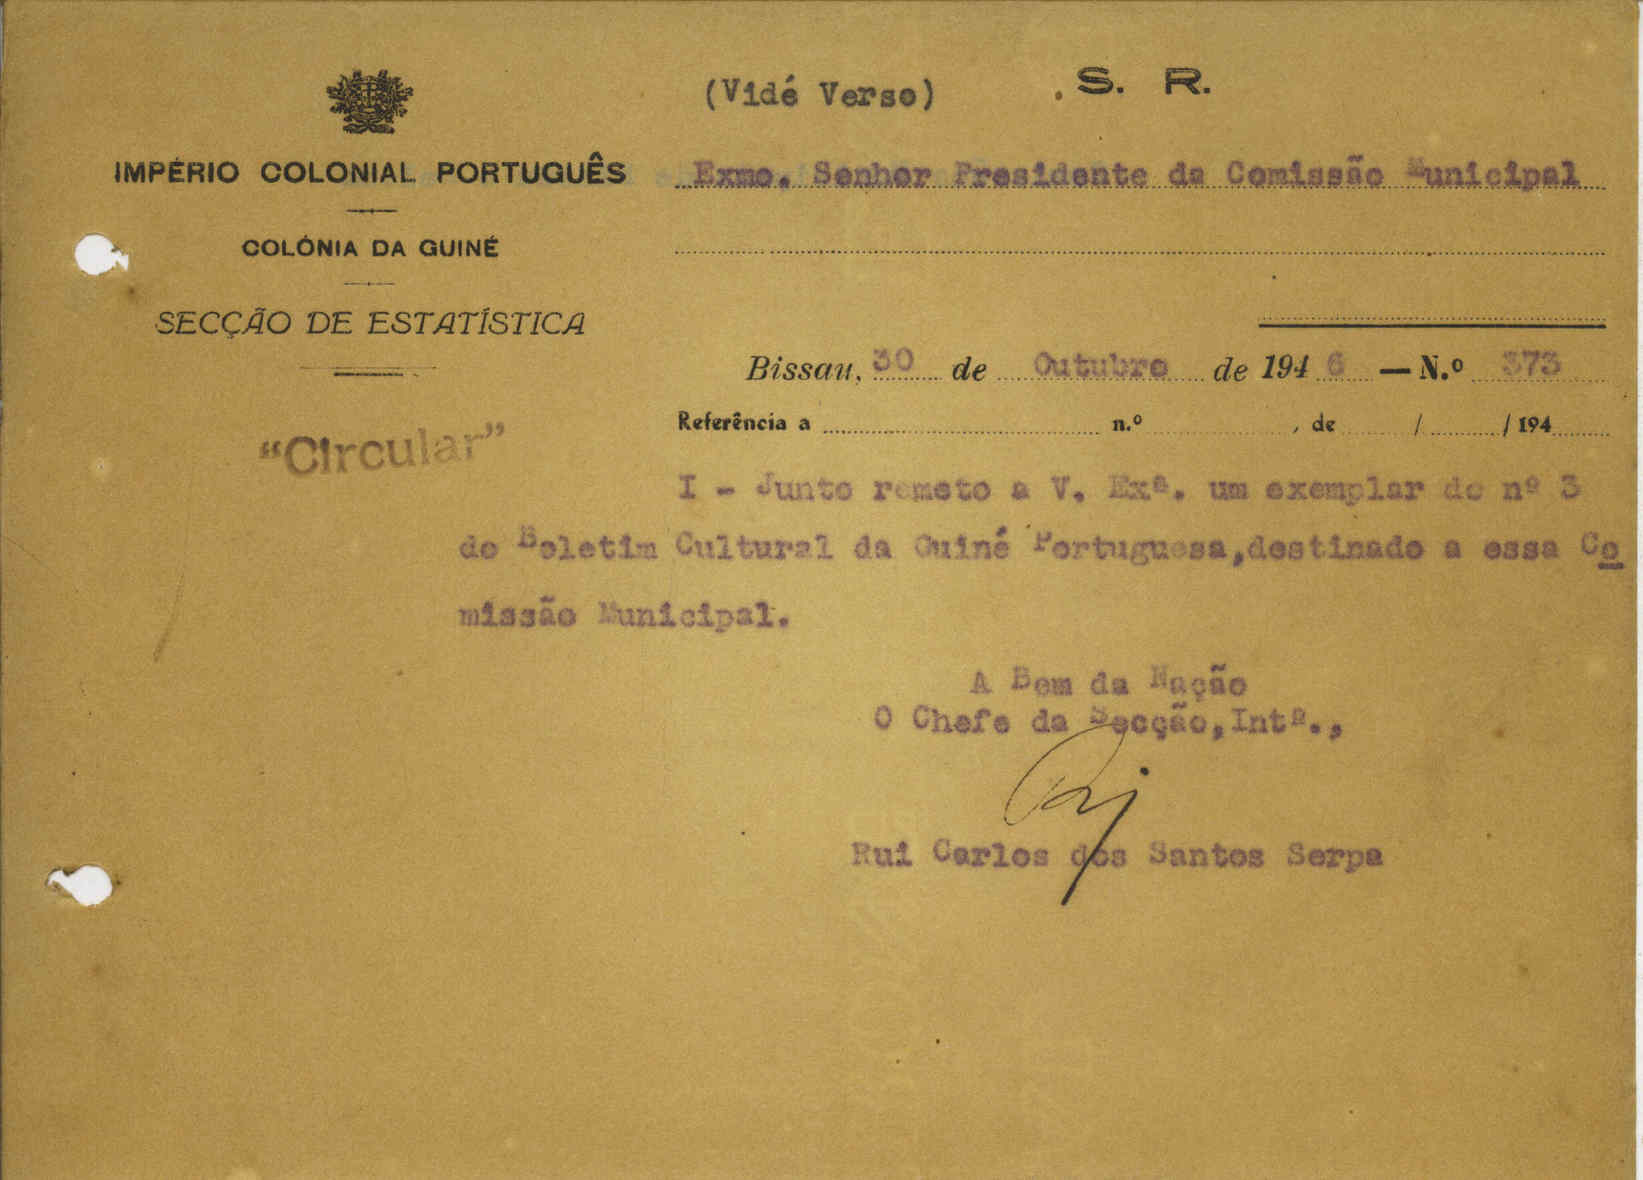 (Vidé Verso)
S. R.
IMPÉRIO COLONIAL PORTUGUÊS
COLÓNIA DA GUINÉ
SECÇÃO DE ESTATÍSTICA
"Circular"
Exmo. Senhor Presidente da Comissão Municipal
Bissau, 30 de Outubro de 1946 — N.º 373
Referência a n.º , de / / 194
I - Junto remeto a V. Exª. um exemplar do nº 3
do Boletim Cultural da Guiné Portuguesa,destinado a essa Co
missão Municipal.
A Bem da Nação
O Chefe da Secção,Intº.,
Rui
Rui Carlos dos Santos Serpa